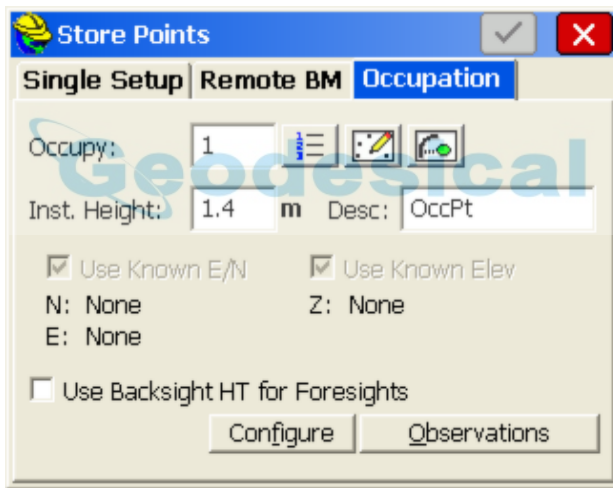 Store Points
Single Setup Remote BM Occupation
Occupy: 1
Geodesical
Inst. Height: 1.4 m Desc: OccPt
Use Known E/N Use Known Elev
N: None Z: None
E: None
Use Backsight HT for Foresights
Configure Observations